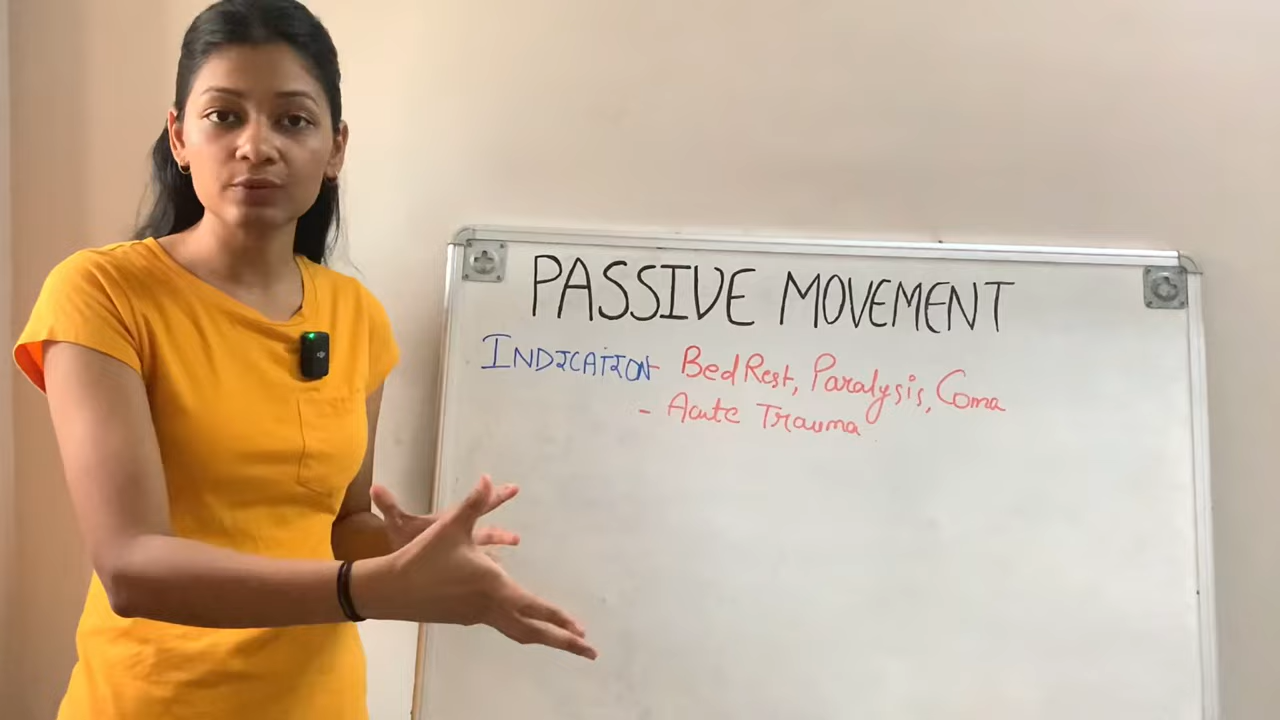 PASSIVE MOVEMENT
INDICATION - Bed Rest, Paralysis, Coma
- Acute Trauma